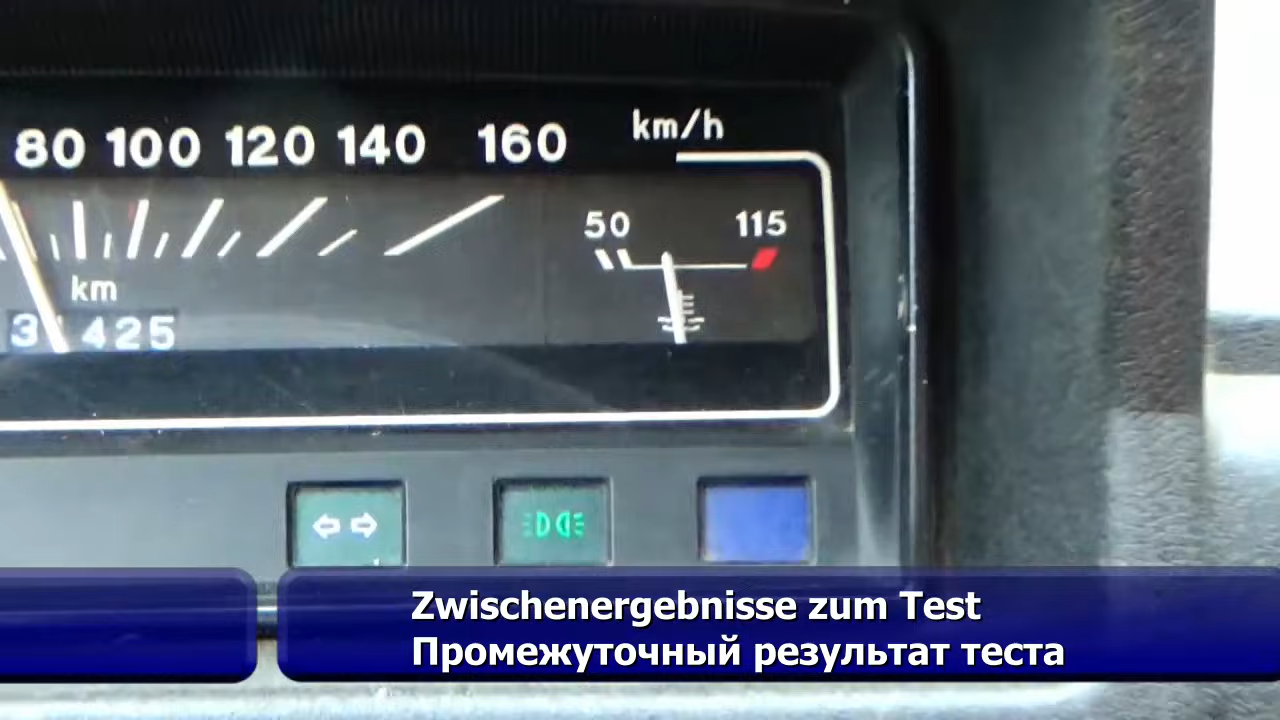 80 100 120 140 160 km/h
50 115
km
3 425
Zwischenergebnisse zum Test
Промежуточный результат теста